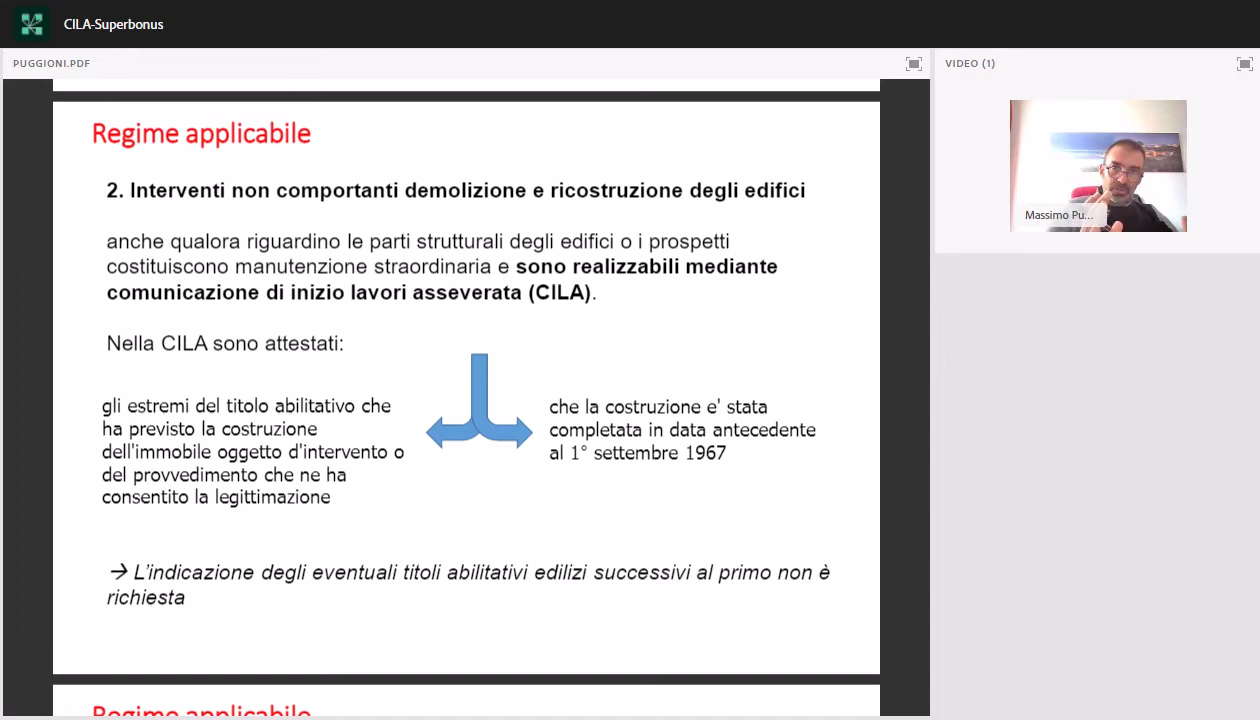 CILA-Superbonus
PUGGIONI.PDF
VIDEO (1)
Regime applicabile
2. Interventi non comportanti demolizione e ricostruzione degli edifici
anche qualora riguardino le parti strutturali degli edifici o i prospetti
costituiscono manutenzione straordinaria e sono realizzabili mediante
comunicazione di inizio lavori asseverata (CILA).
Nella CILA sono attestati:
gli estremi del titolo abilitativo che
ha previsto la costruzione
dell'immobile oggetto d'intervento o
del provvedimento che ne ha
consentito la legittimazione
che la costruzione e' stata
completata in data antecedente
al 1° settembre 1967
→ L'indicazione degli eventuali titoli abilitativi edilizi successivi al primo non è
richiesta
Regime applicabile
Massimo Pu...